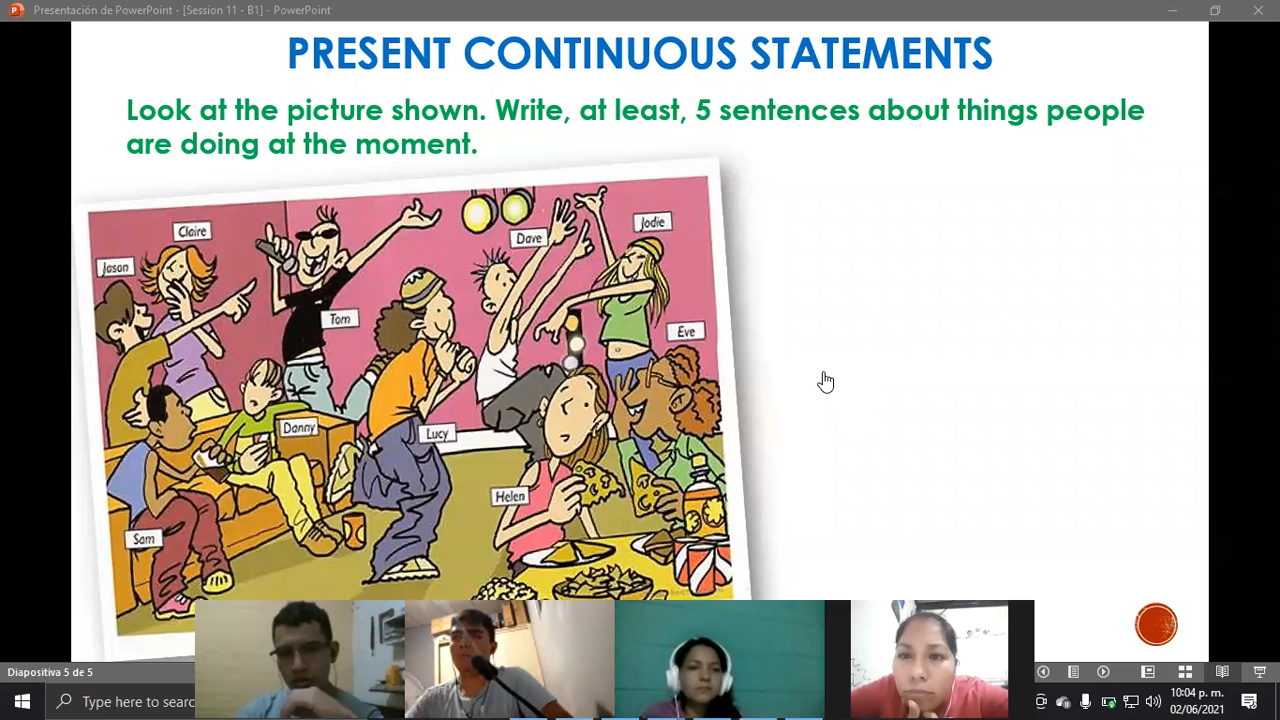 Presentación de PowerPoint - [Session 11 - B1] - PowerPoint
PRESENT CONTINUOUS STATEMENTS
Look at the picture shown. Write, at least, 5 sentences about things people
are doing at the moment.
Claire
Jason
Tom
Dave
Jodie
Eve
Danny
Lucy
Helen
Sam
Diapositiva 5 de 5
Type here to searc
10:04 p. m.
02/06/2021